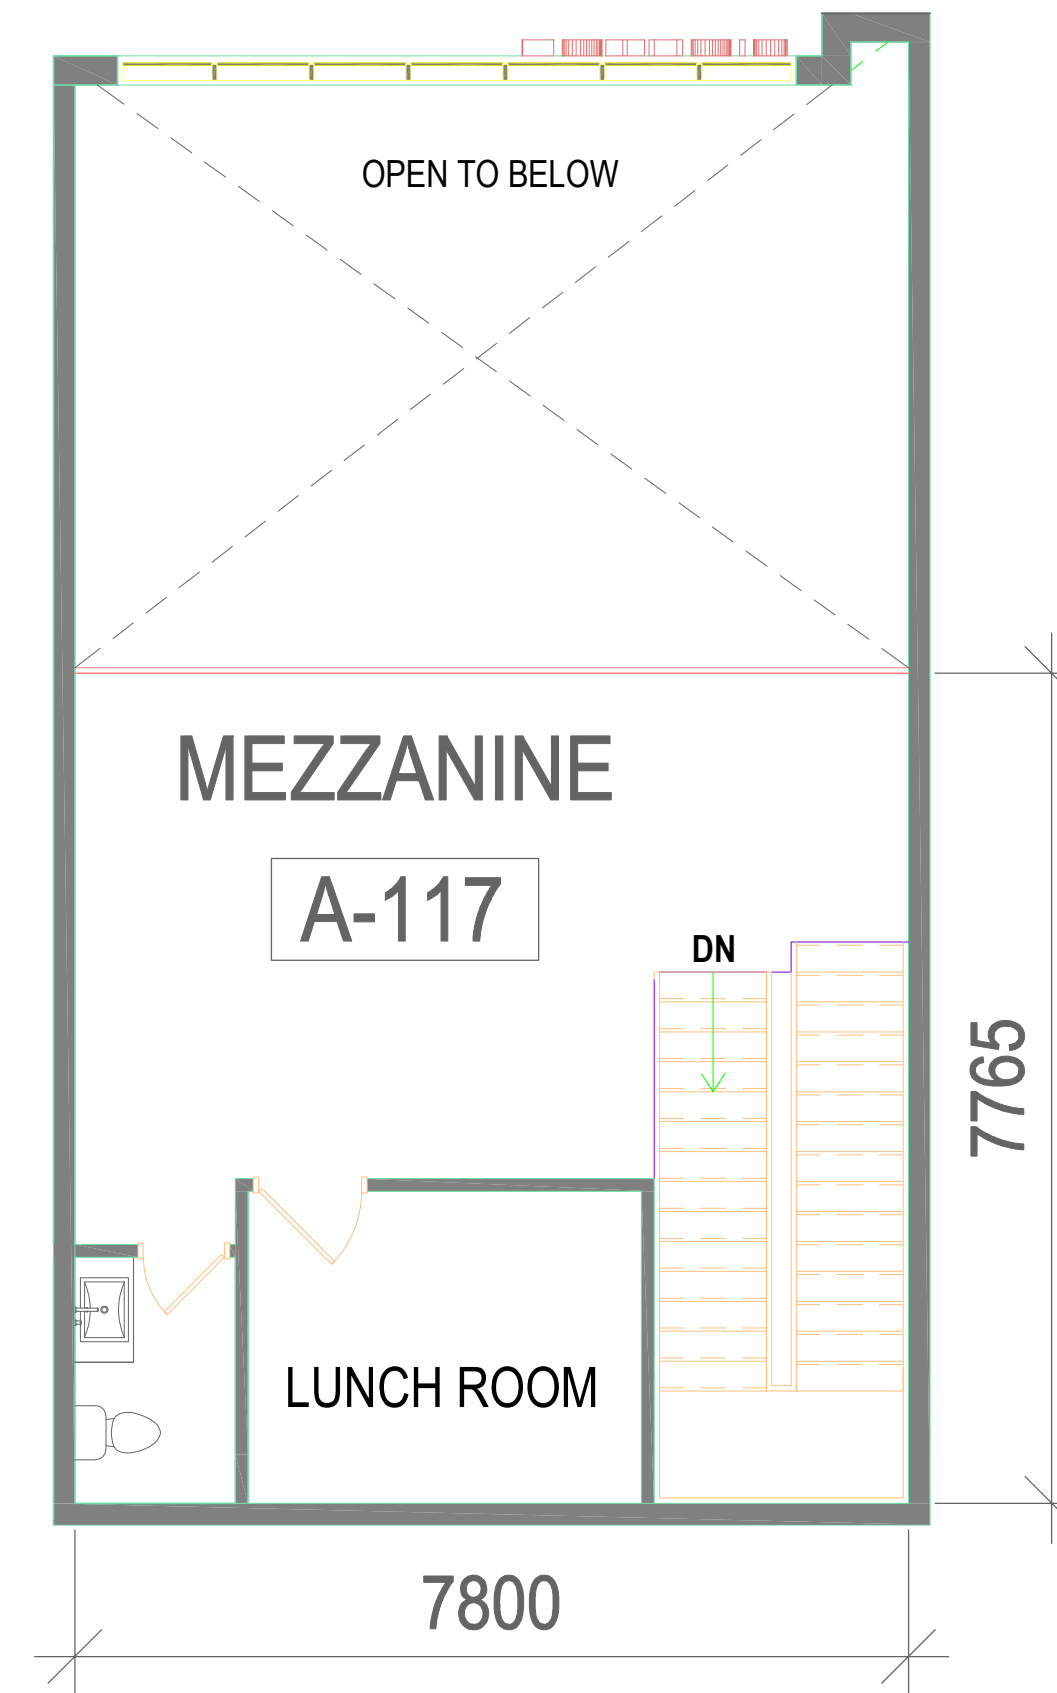 OPEN TO BELOW
MEZZANINE
A-117
DN
7765
LUNCH ROOM
7800